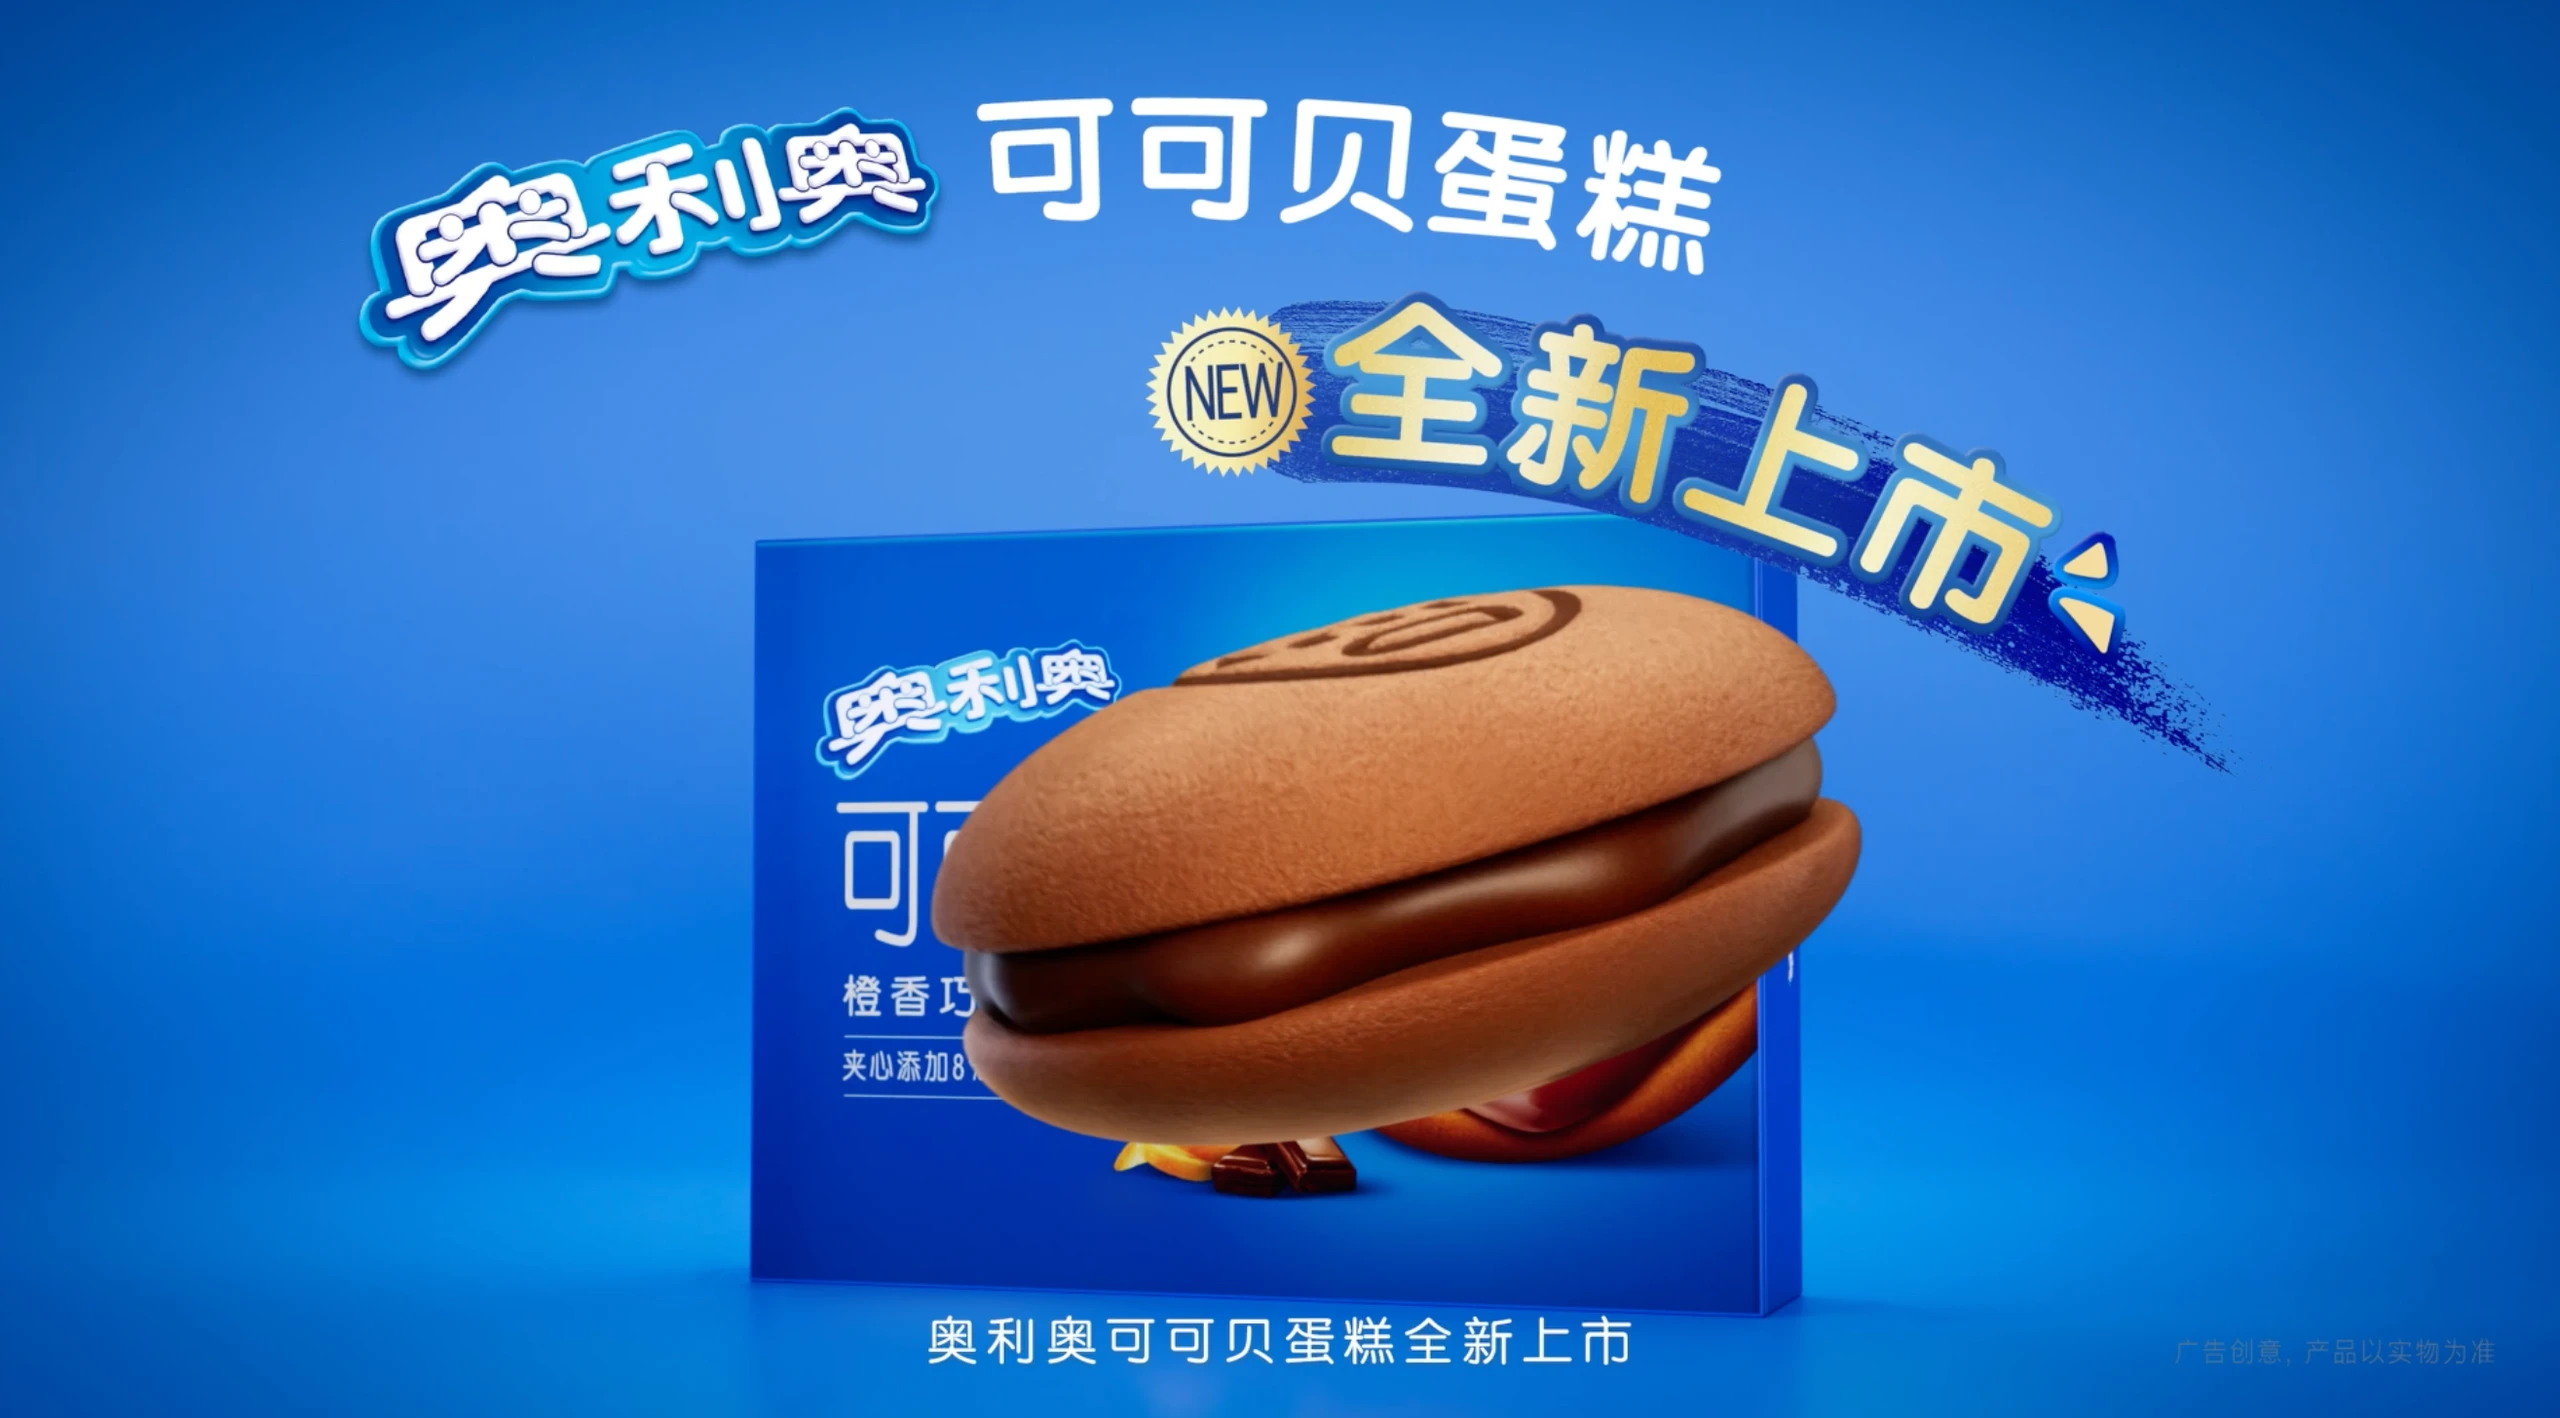 奥利奥 可可贝蛋糕
NEW 全新上市
奥利奥
可
橙香巧
夹心添加8
奥利奥可可贝蛋糕全新上市
广告创意，产品以实物为准